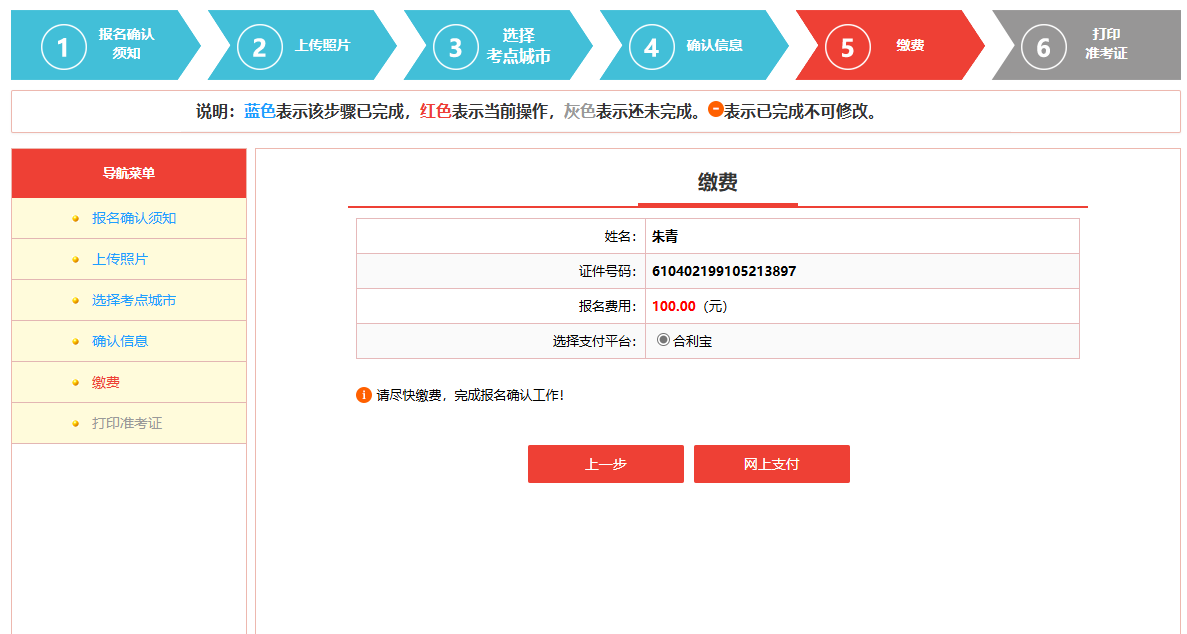 1 报名确认
须知
2 上传照片
3 选择
考点城市
4 确认信息
5 缴费
6 打印
准考证
说明：蓝色表示该步骤已完成，红色表示当前操作，灰色表示还未完成。表示已完成不可修改。
导航菜单
报名确认须知
上传照片
选择考点城市
确认信息
缴费
打印准考证
缴费
姓名： 朱青
证件号码： 610402199105213897
报名费用： 100.00（元）
选择支付平台： 合利宝
请尽快缴费，完成报名确认工作！
上一步 网上支付